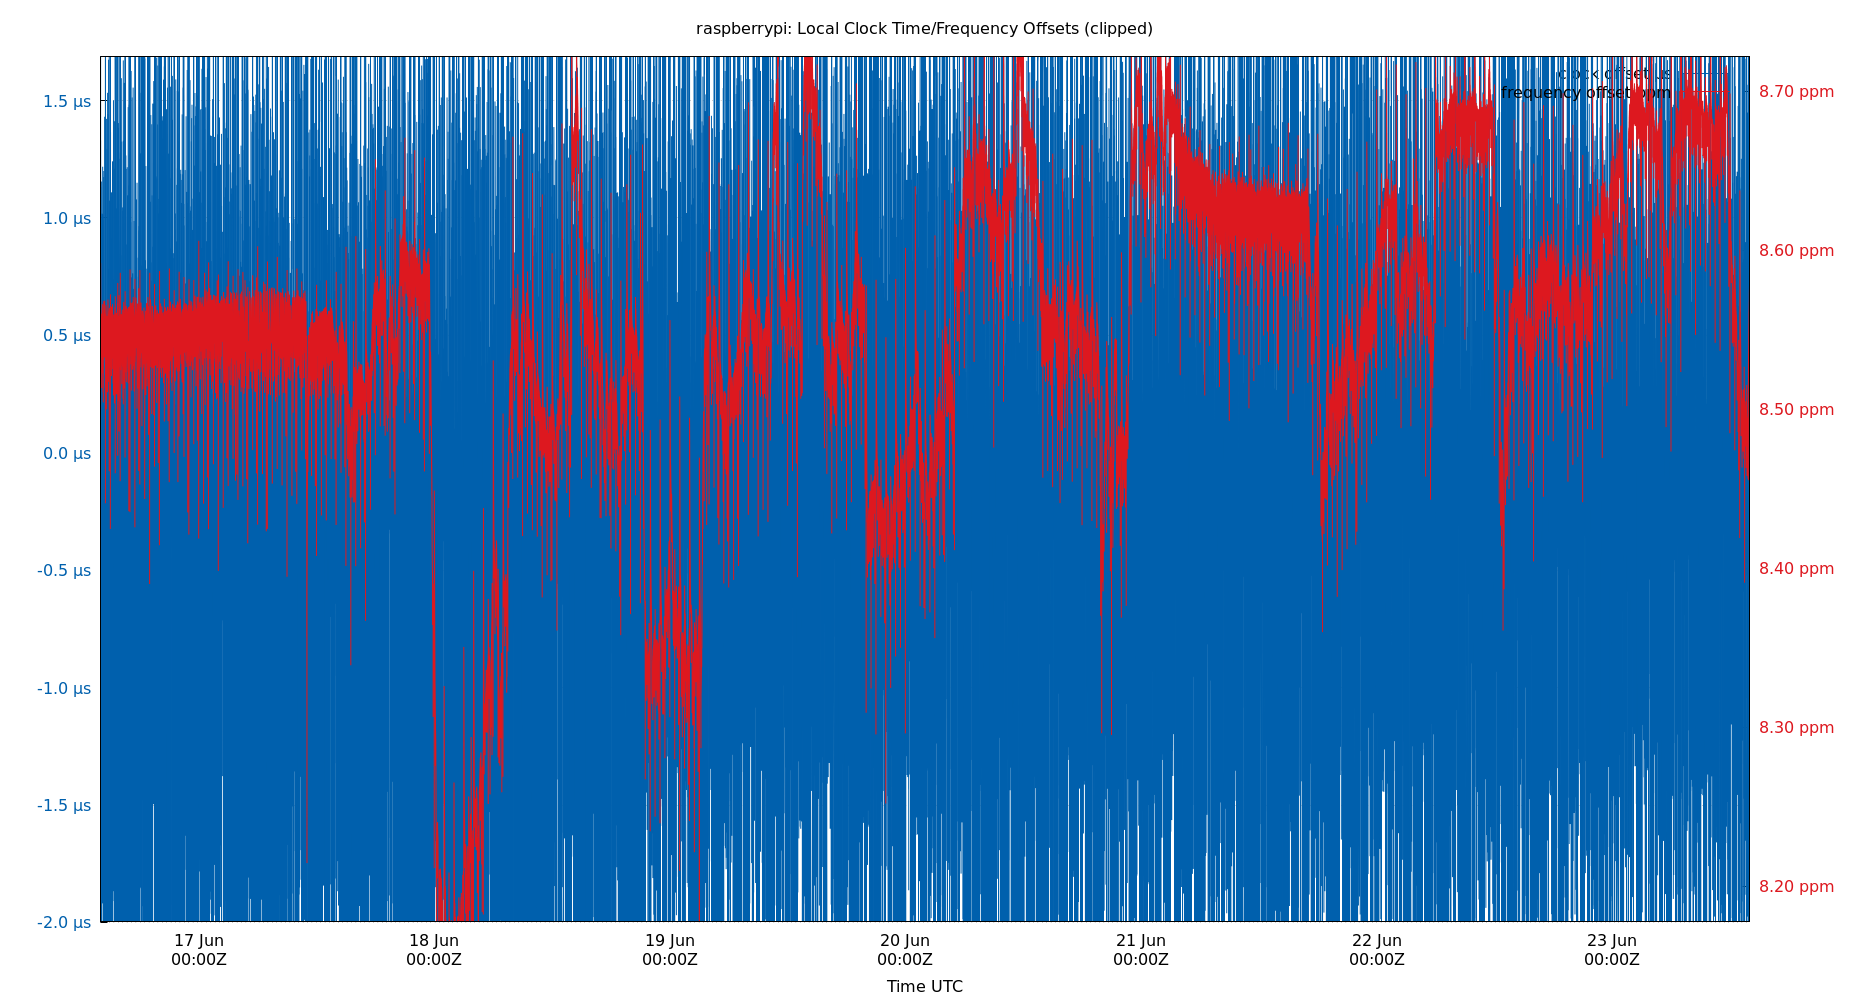 raspberrypi: Local Clock Time/Frequency Offsets (clipped)
clock offset µs
frequency offset ppm
1.5 µs
1.0 µs
0.5 µs
0.0 µs
-0.5 µs
-1.0 µs
-1.5 µs
-2.0 µs
8.70 ppm
8.60 ppm
8.50 ppm
8.40 ppm
8.30 ppm
8.20 ppm
17 Jun
00:00Z
18 Jun
00:00Z
19 Jun
00:00Z
20 Jun
00:00Z
21 Jun
00:00Z
22 Jun
00:00Z
23 Jun
00:00Z
Time UTC